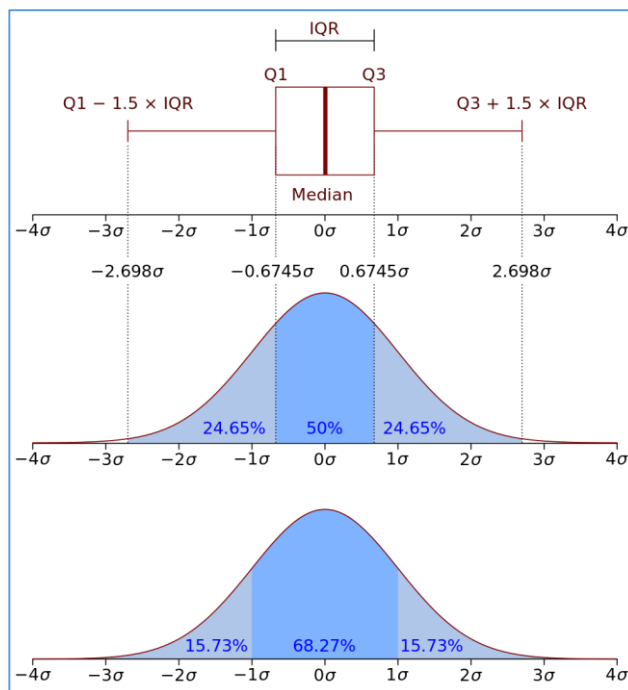 IQR
Q1 Q3
Q1 − 1.5 × IQR Q3 + 1.5 × IQR
Median
−4σ −3σ −2σ −1σ 0σ 1σ 2σ 3σ 4σ
−2.698σ −0.6745σ 0.6745σ 2.698σ
24.65% 50% 24.65%
−4σ −3σ −2σ −1σ 0σ 1σ 2σ 3σ 4σ
15.73% 68.27% 15.73%
−4σ −3σ −2σ −1σ 0σ 1σ 2σ 3σ 4σ